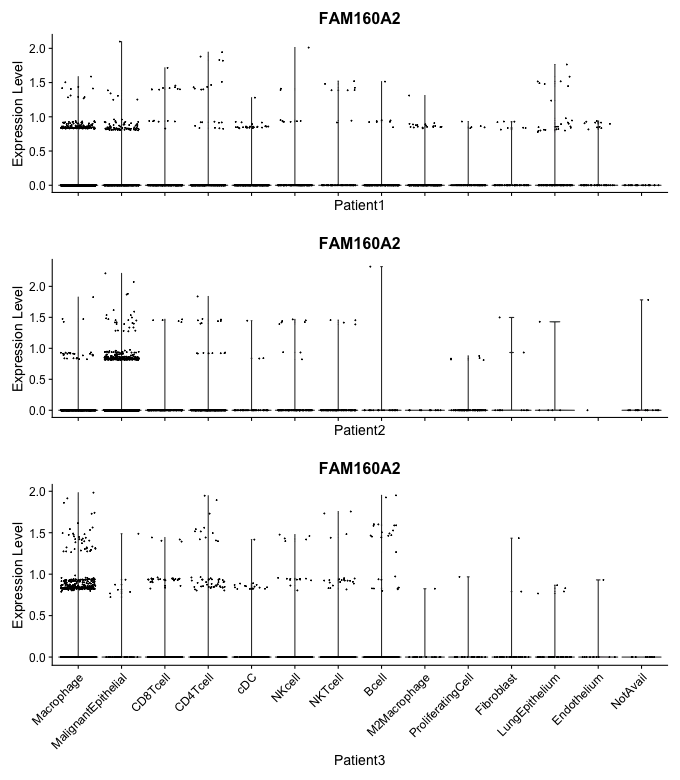 FAM160A2
Expression Level
2.0
1.5
1.0
0.5
0.0
Patient1
FAM160A2
Expression Level
2.0
1.5
1.0
0.5
0.0
Patient2
FAM160A2
Expression Level
2.0
1.5
1.0
0.5
0.0
Macrophage
MalignantEpithelial
CD8Tcell
CD4Tcell
cDC
NKcell
NKTcell
Bcell
M2Macrophage
ProliferatingCell
Fibroblast
LungEpithelium
Endothelium
NotAvail
Patient3